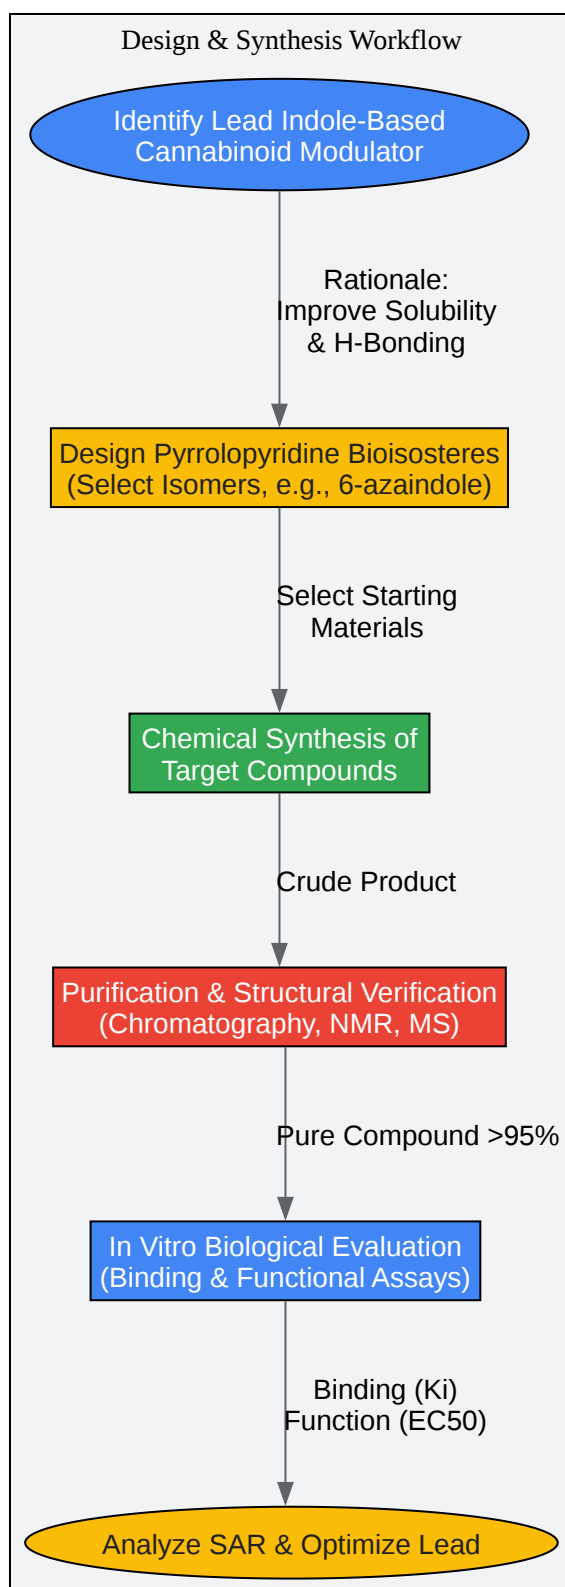 Design & Synthesis Workflow
Identify Lead Indole-Based
Cannabinoid Modulator
Rationale:
Improve Solubility
& H-Bonding
Design Pyrrolopyridine Bioisosteres
(Select Isomers, e.g., 6-azaindole)
Select Starting
Materials
Chemical Synthesis of
Target Compounds
Crude Product
Purification & Structural Verification
(Chromatography, NMR, MS)
Pure Compound >95%
In Vitro Biological Evaluation
(Binding & Functional Assays)
Binding (Ki)
Function (EC50)
Analyze SAR & Optimize Lead